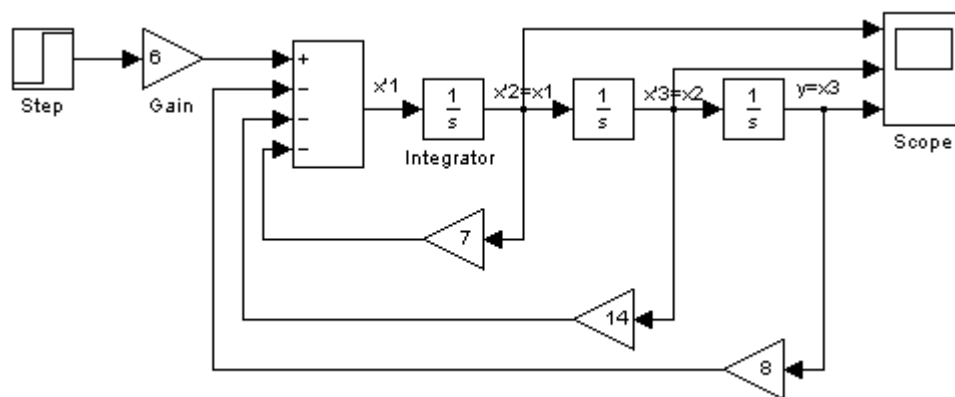 6
+
−
−
−
x'1
1
s
x'2=x1
1
s
x'3=x2
1
s
y=x3
Step
Gain
Integrator
Scope
7
14
8